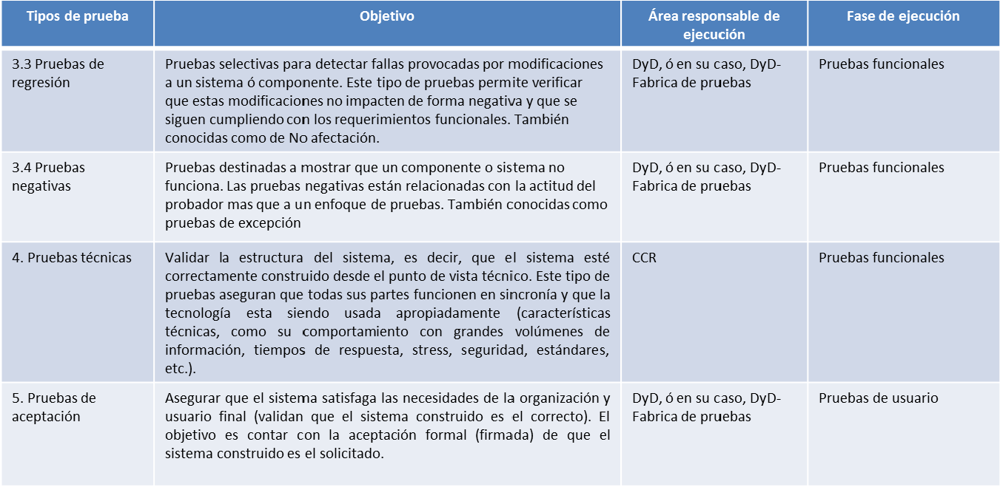 Tipos de prueba
Objetivo
Área responsable de
ejecución
Fase de ejecución
3.3 Pruebas de
regresión
Pruebas selectivas para detectar fallas provocadas por modificaciones
a un sistema ó componente. Este tipo de pruebas permite verificar
que estas modificaciones no impacten de forma negativa y que se
siguen cumpliendo con los requerimientos funcionales. También
conocidas como de No afectación.
DyD, ó en su caso, DyD-
Fabrica de pruebas
Pruebas funcionales
3.4 Pruebas
negativas
Pruebas destinadas a mostrar que un componente o sistema no
funciona. Las pruebas negativas están relacionadas con la actitud del
probador mas que a un enfoque de pruebas. También conocidas como
pruebas de excepción
DyD, ó en su caso, DyD-
Fabrica de pruebas
Pruebas funcionales
4. Pruebas técnicas
Validar la estructura del sistema, es decir, que el sistema esté
correctamente construido desde el punto de vista técnico. Este tipo de
pruebas aseguran que todas sus partes funcionen en sincronía y que la
tecnología esta siendo usada apropiadamente (características
técnicas, como su comportamiento con grandes volúmenes de
información, tiempos de respuesta, stress, seguridad, estándares,
etc.).
CCR
Pruebas funcionales
5. Pruebas de
aceptación
Asegurar que el sistema satisfaga las necesidades de la organización y
usuario final (validan que el sistema construido es el correcto). El
objetivo es contar con la aceptación formal (firmada) de que el
sistema construido es el solicitado.
DyD, ó en su caso, DyD-
Fabrica de pruebas
Pruebas de usuario